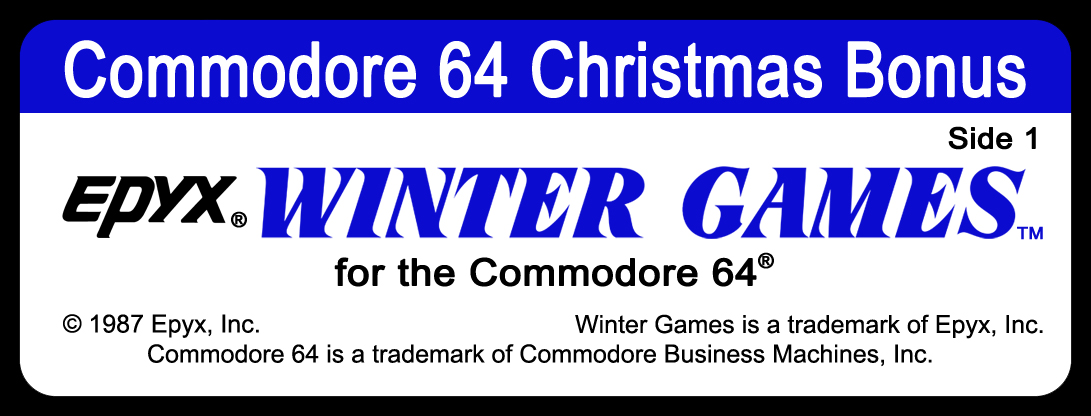 Commodore 64 Christmas Bonus
Side 1
EPYX® WINTER GAMES™
for the Commodore 64®
© 1987 Epyx, Inc. Winter Games is a trademark of Epyx, Inc.
Commodore 64 is a trademark of Commodore Business Machines, Inc.